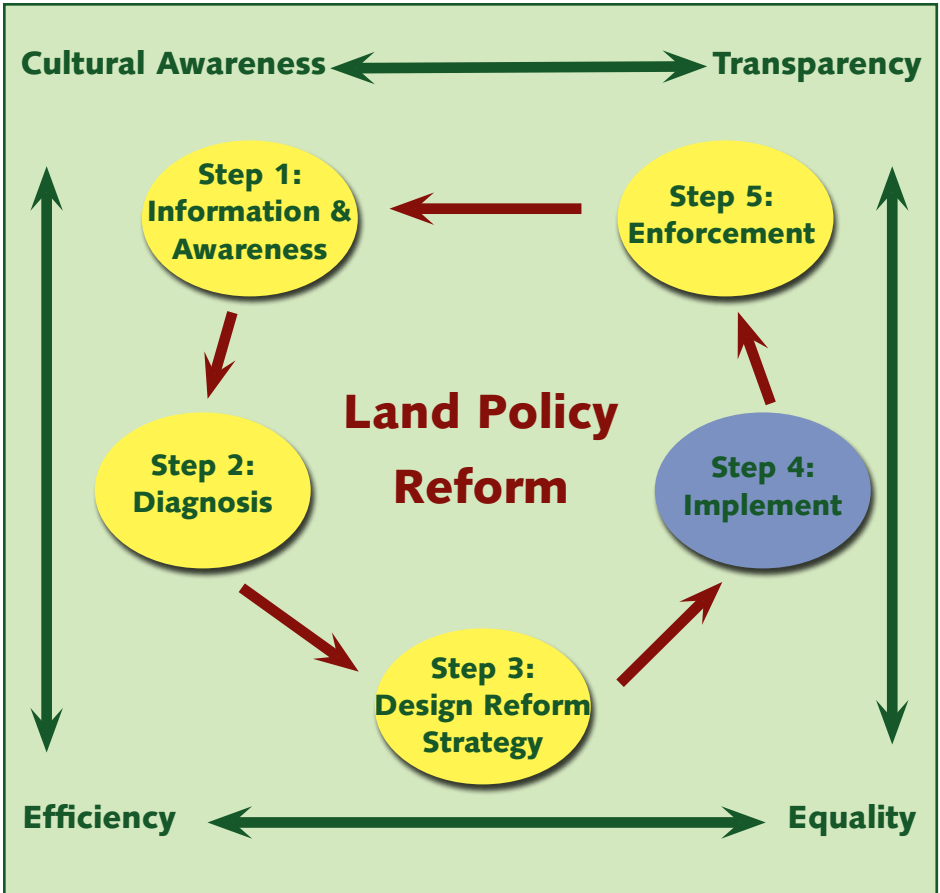 Cultural Awareness
Transparency
Step 1:
Information &
Awareness
Step 5:
Enforcement
Land Policy
Reform
Step 2:
Diagnosis
Step 4:
Implement
Step 3:
Design Reform
Strategy
Efficiency
Equality